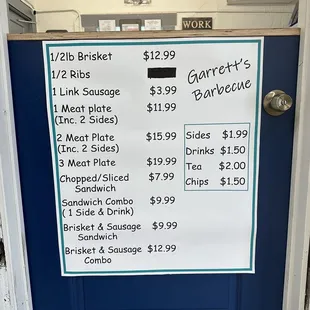 WORK
1/2lb Brisket $12.99
1/2 Ribs
1 Link Sausage $3.99
1 Meat plate $11.99
(Inc. 2 Sides)
2 Meat Plate $15.99
(Inc. 2 Sides)
3 Meat Plate $19.99
Chopped/Sliced $7.99
Sandwich
Sandwich Combo $9.99
( 1 Side & Drink)
Brisket & Sausage $9.99
Sandwich
Brisket & Sausage $12.99
Combo
Garrett's
Barbecue
Sides $1.99
Drinks $1.50
Tea $2.00
Chips $1.50